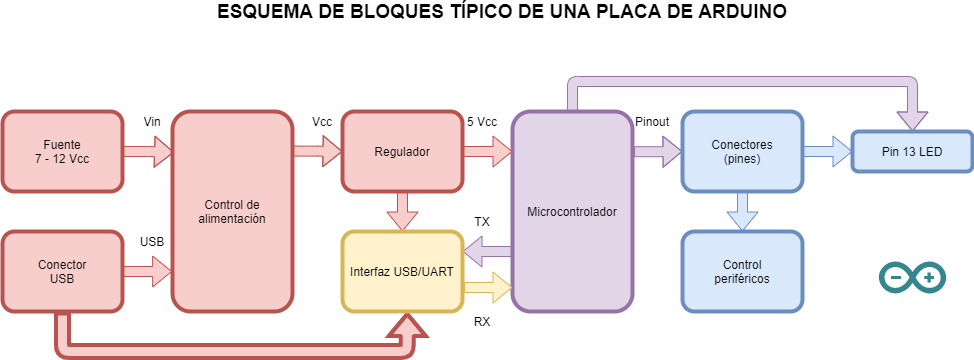 ESQUEMA DE BLOQUES TÍPICO DE UNA PLACA DE ARDUINO
Fuente
7 - 12 Vcc
Vin
Control de
alimentación
Vcc
Regulador
5 Vcc
Microcontrolador
Pinout
Conectores
(pines)
Pin 13 LED
Conector
USB
USB
Interfaz USB/UART
TX
RX
Control
periféricos